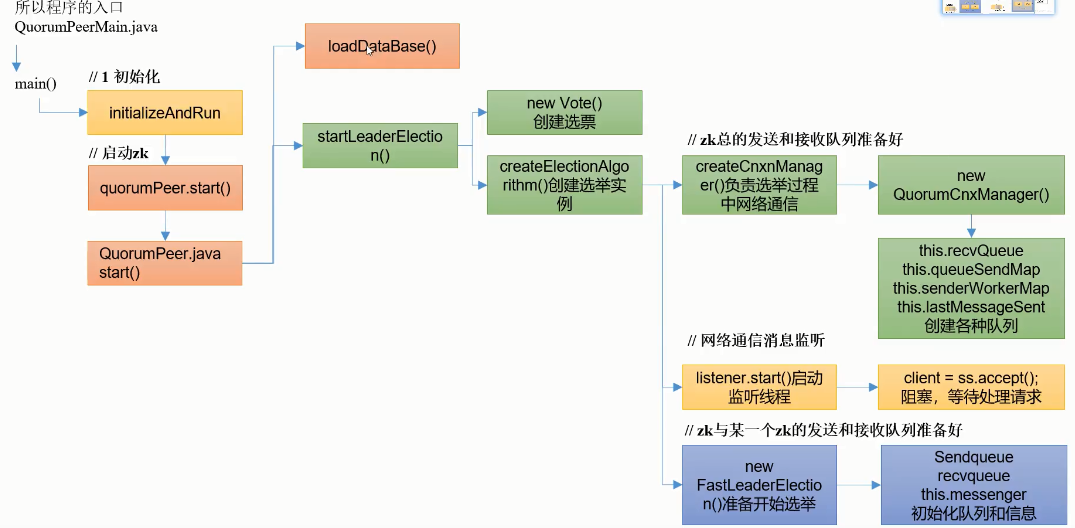 所以程序的入口
QuorumPeerMain.java
main()
// 1 初始化
initializeAndRun
// 启动zk
quorumPeer.start()
QuorumPeer.java
start()
loadDataBase()
startLeaderElectio
n()
new Vote()
创建选票
createElectionAlgo
rithm()创建选举实
例
// zk总的发送和接收队列准备好
createCnxnManag
er()负责选举过程
中网络通信
new
QuorumCnxManager()
this.recvQueue
this.queueSendMap
this.senderWorkerMap
this.lastMessageSent
创建各种队列
// 网络通信消息监听
listener.start()启动
监听线程
client = ss.accept();
阻塞，等待处理请求
// zk与某一个zk的发送和接收队列准备好
new
FastLeaderElectio
n()准备开始选举
Sendqueue
recvqueue
this.messenger
初始化队列和信息